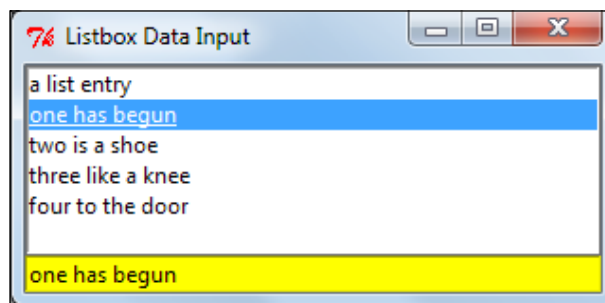 Listbox Data Input
a list entry
one has begun
two is a shoe
three like a knee
four to the door
one has begun